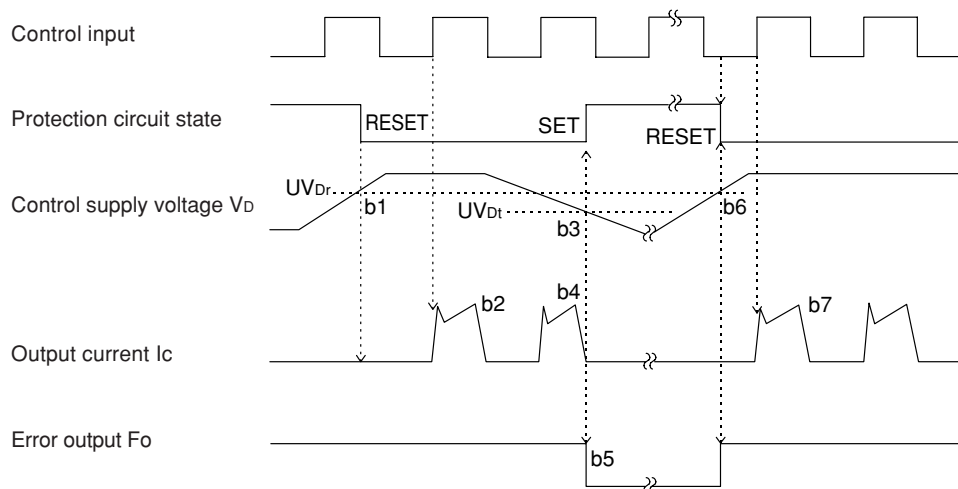 Control input
Protection circuit state
RESET
SET
RESET
Control supply voltage VD
UVDr
b1
UVDt
b3
b6
b2
b4
b7
Output current Ic
Error output Fo
b5